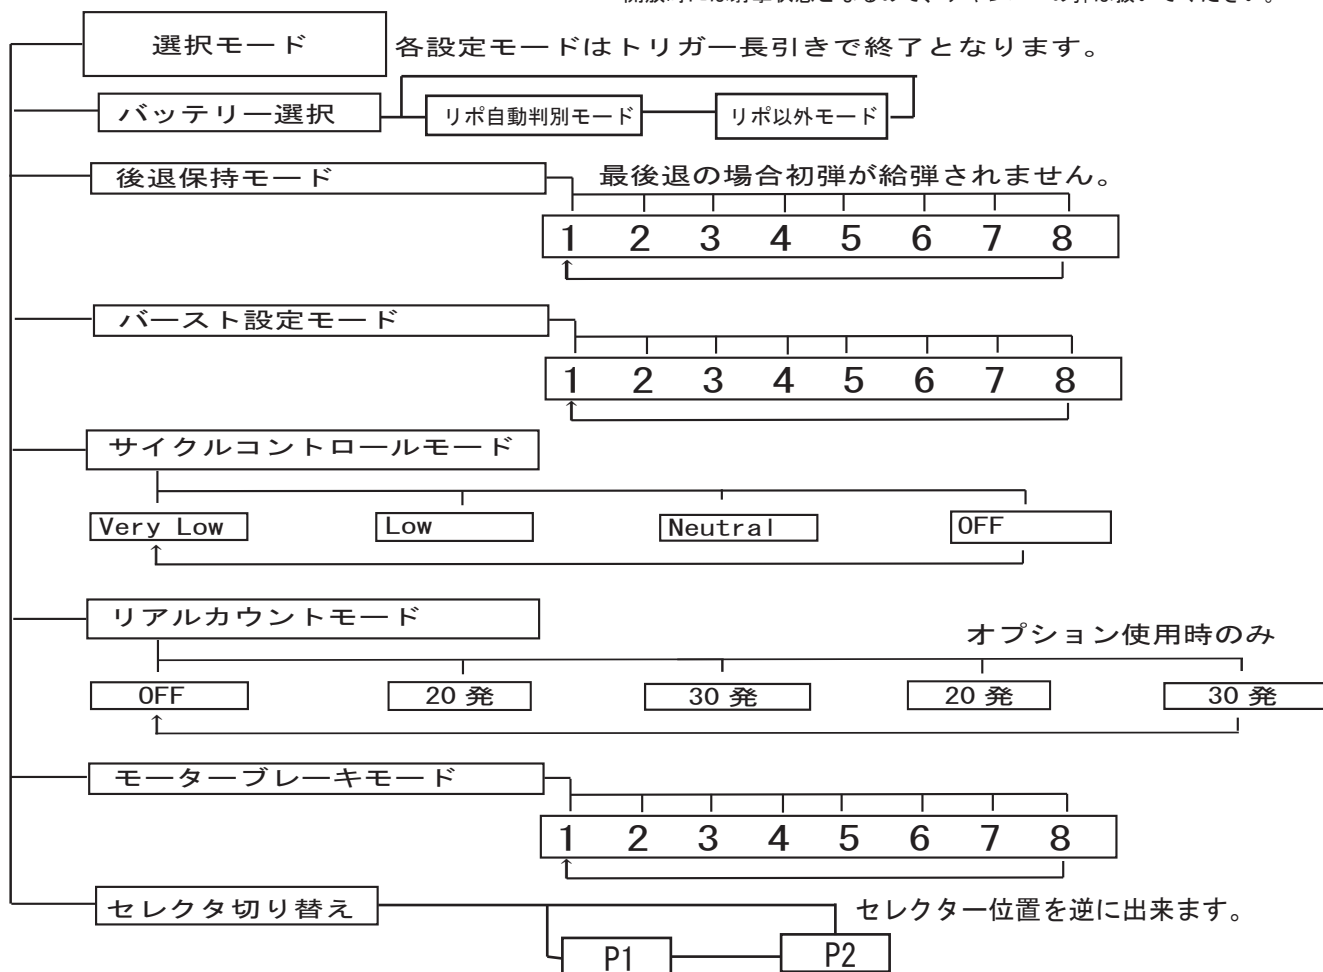 選択モード
各設定モードはトリガー長引きで終了となります。
バッテリー選択
リポ自動判別モード
リポ以外モード
後退保持モード
最後退の場合初弾が給弾されません。
1 2 3 4 5 6 7 8
バースト設定モード
1 2 3 4 5 6 7 8
サイクルコントロールモード
Very Low
Low
Neutral
OFF
リアルカウントモード
オプション使用時のみ
OFF
20 発
30 発
20 発
30 発
モーターブレーキモード
1 2 3 4 5 6 7 8
セレクタ切り替え
セレクター位置を逆に出来ます。
P1
P2